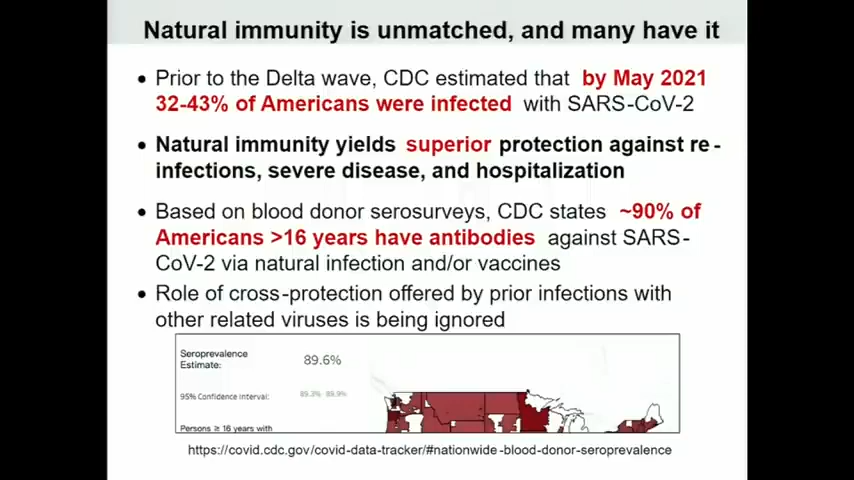 Natural immunity is unmatched, and many have it
• Prior to the Delta wave, CDC estimated that by May 2021
32-43% of Americans were infected with SARS-CoV-2
• Natural immunity yields superior protection against re-
infections, severe disease, and hospitalization
• Based on blood donor serosurveys, CDC states ~90% of
Americans >16 years have antibodies against SARS-
CoV-2 via natural infection and/or vaccines
• Role of cross-protection offered by prior infections with
other related viruses is being ignored
Seroprevalence
Estimate:
89.6%
95% Confidence interval:
89.3% 89.9%
Persons ≥ 16 years with
https://covid.cdc.gov/covid-data-tracker/#nationwide-blood-donor-seroprevalence